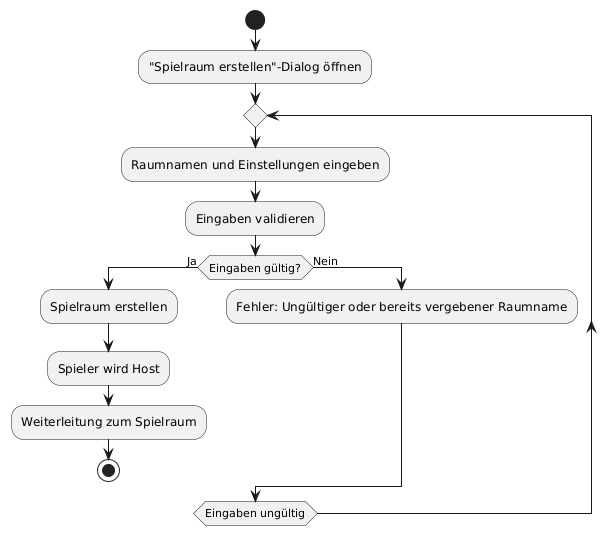 "Spielraum erstellen"-Dialog öffnen
Raumnamen und Einstellungen eingeben
Eingaben validieren
Ja
Eingaben gültig?
Nein
Spielraum erstellen
Fehler: Ungültiger oder bereits vergebener Raumname
Spieler wird Host
Weiterleitung zum Spielraum
Eingaben ungültig